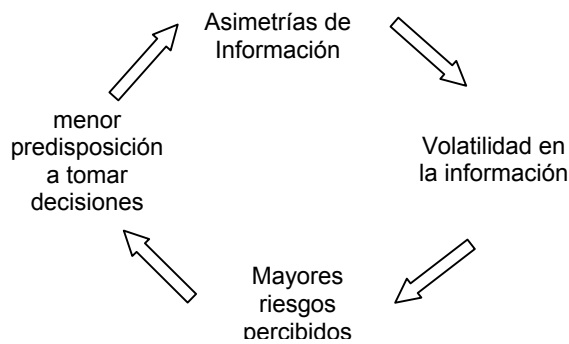 Asimetrías de
Información
Volatilidad en
la información
Mayores
riesgos
percibidos
menor
predisposición
a tomar
decisiones